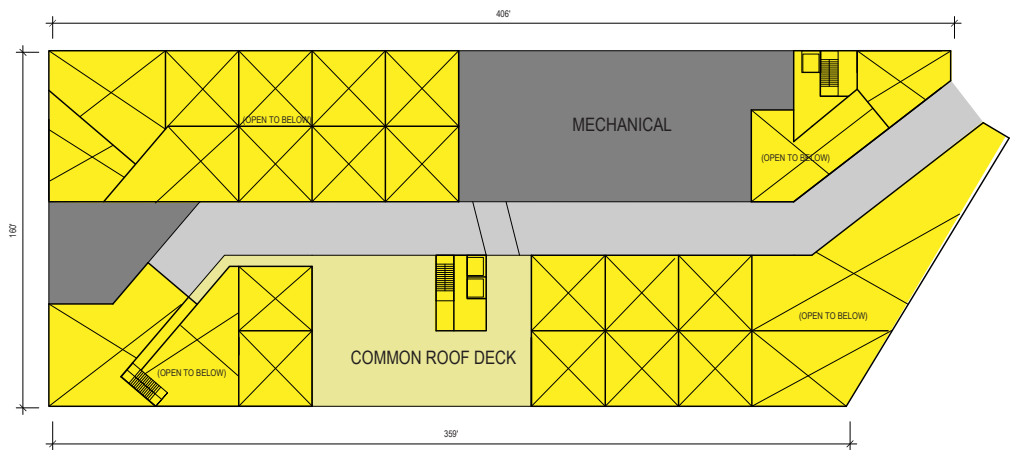 406'
(OPEN TO BELOW)
MECHANICAL
(OPEN TO BELOW)
160'
(OPEN TO BELOW)
COMMON ROOF DECK
(OPEN TO BELOW)
359'